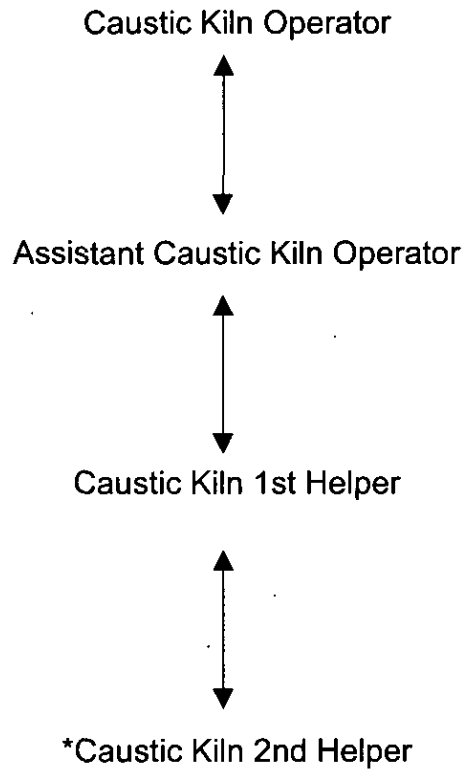 Caustic Kiln Operator
Assistant Caustic Kiln Operator
Caustic Kiln 1st Helper
*Caustic Kiln 2nd Helper